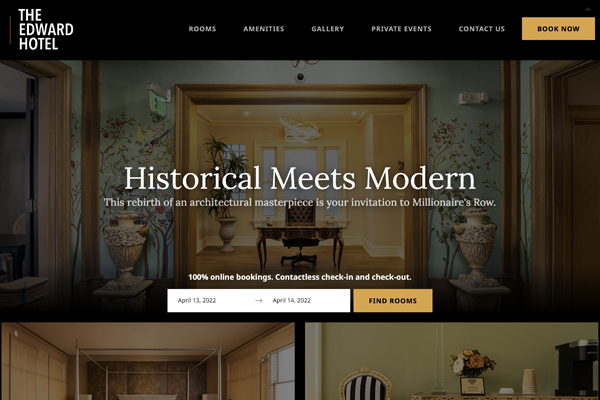 THE
EDWARD
HOTEL
ROOMS AMENITIES GALLERY PRIVATE EVENTS CONTACT US BOOK NOW
Historical Meets Modern
This rebirth of an architectural masterpiece is your invitation to Millionaire's Row.
100% online bookings. Contactless check-in and check-out.
April 13, 2022 → April 14, 2022 FIND ROOMS